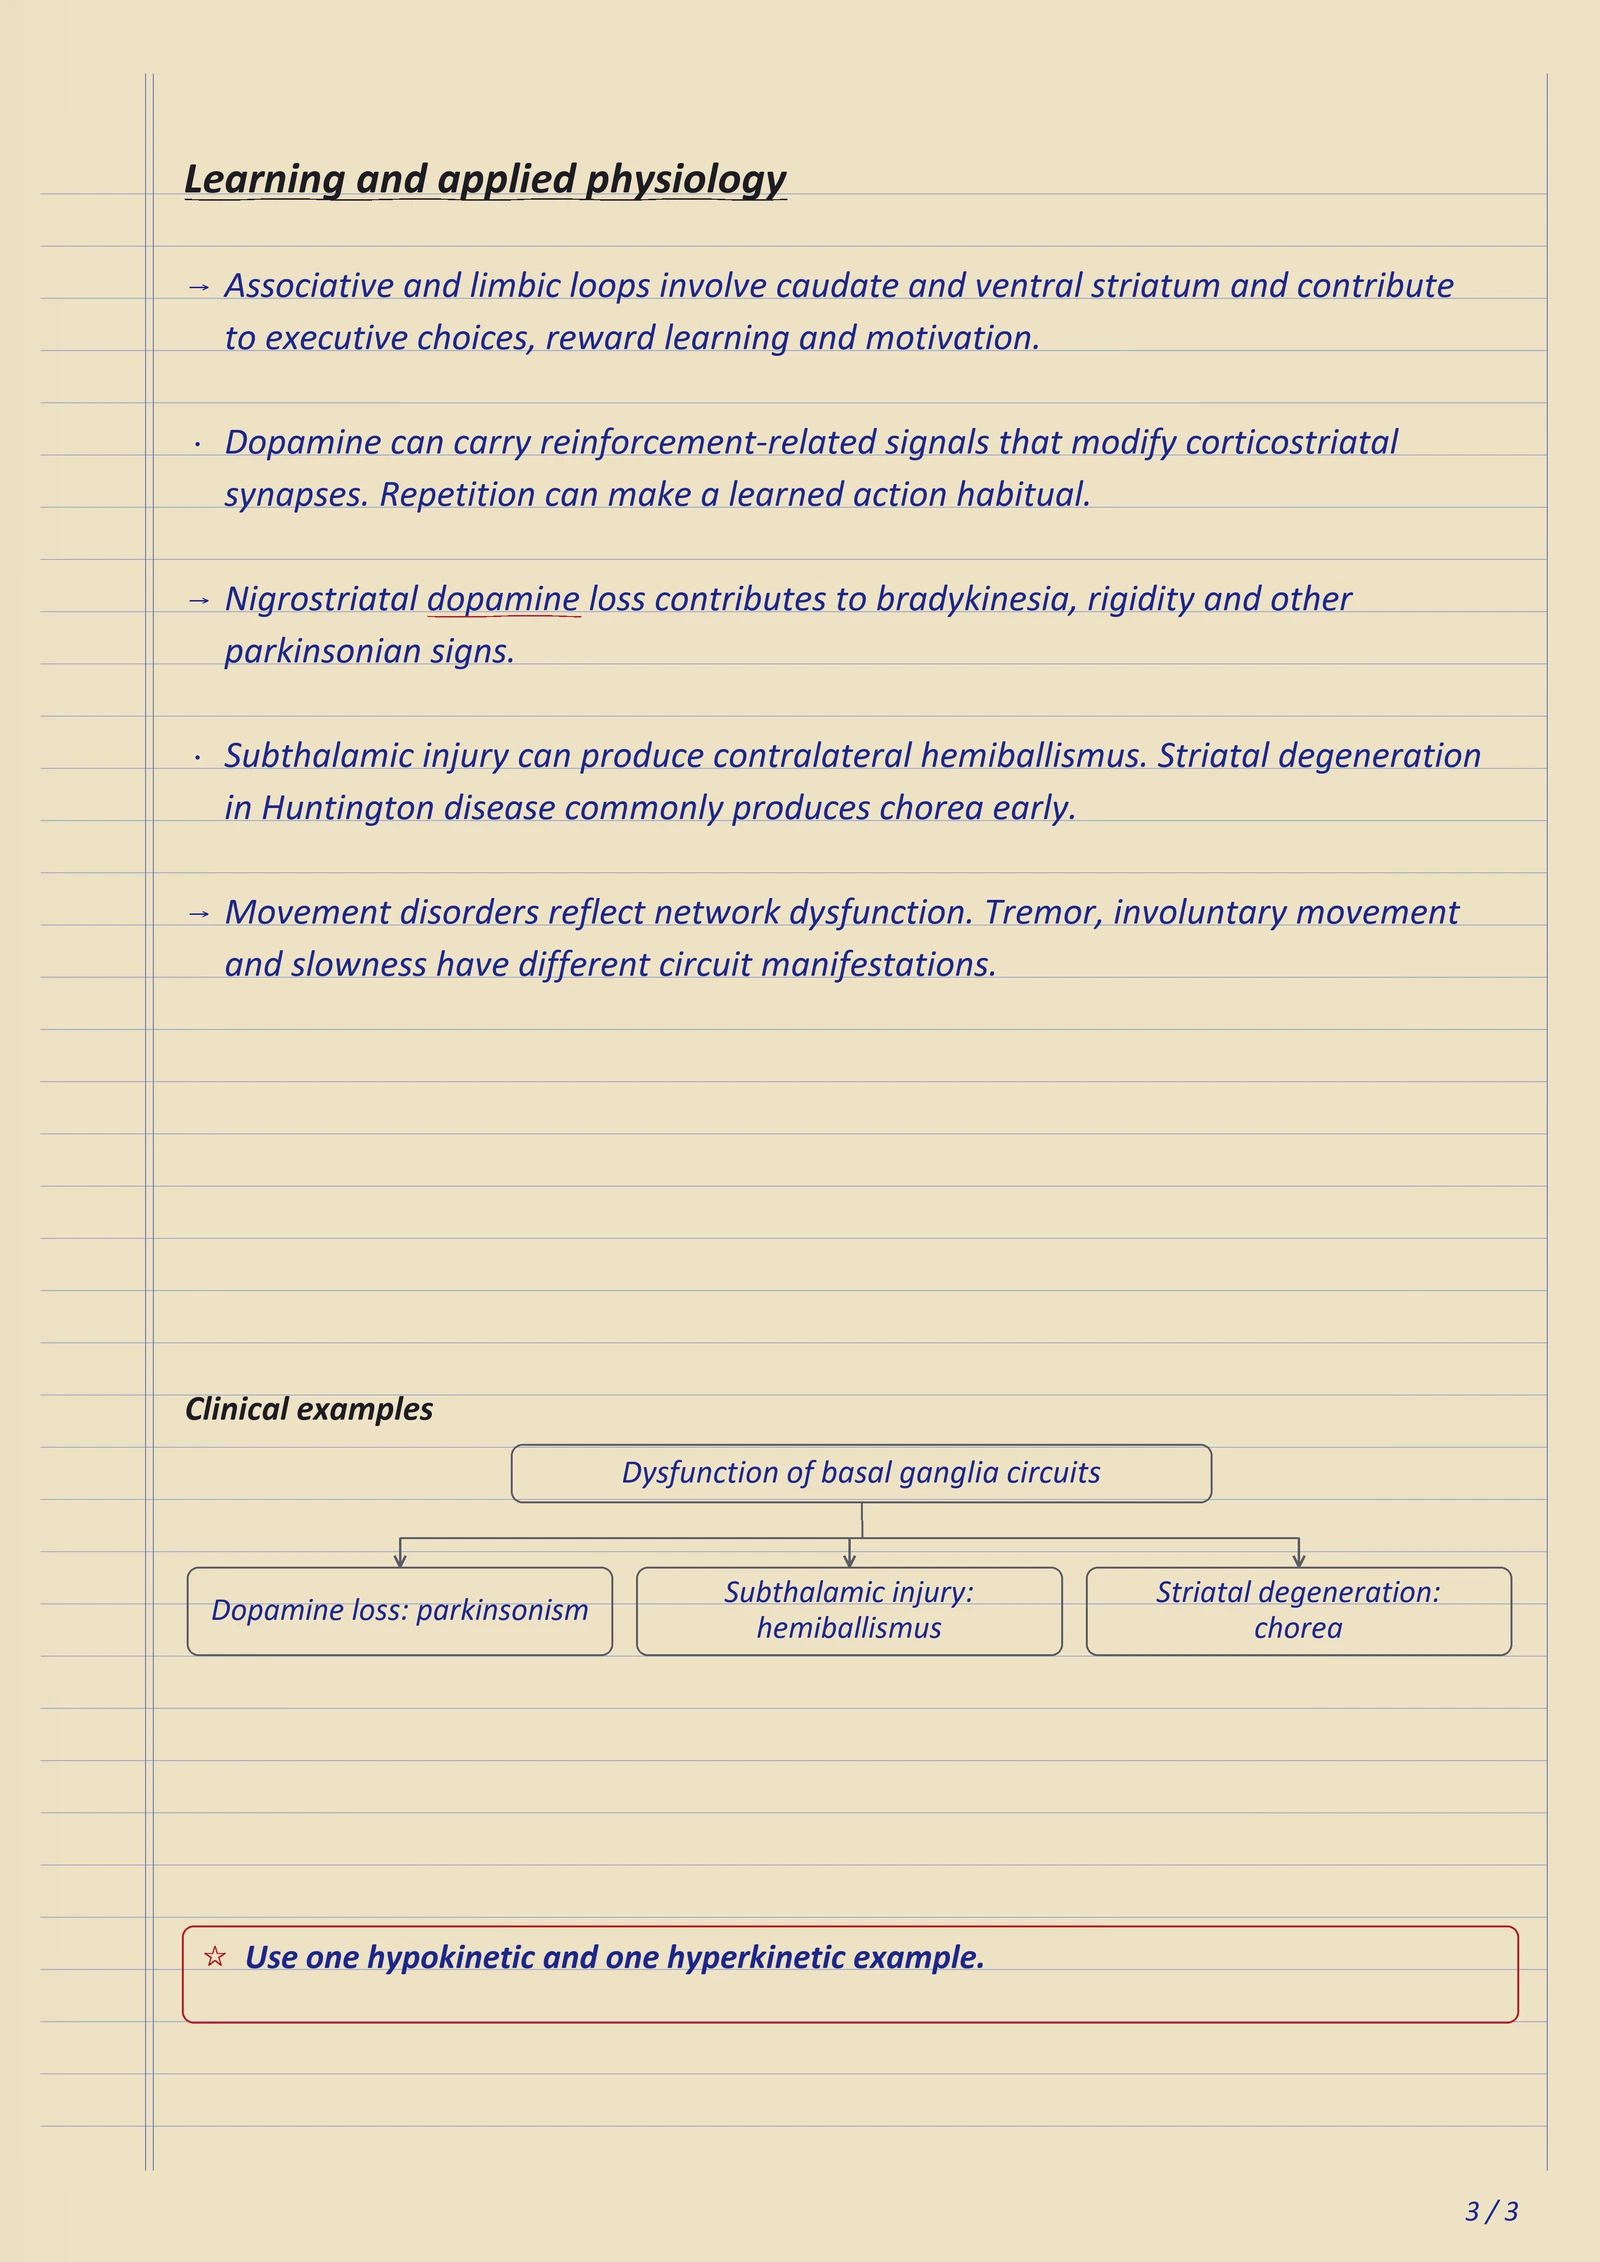 Learning and applied physiology
→ Associative and limbic loops involve caudate and ventral striatum and contribute
to executive choices, reward learning and motivation.
· Dopamine can carry reinforcement-related signals that modify corticostriatal
synapses. Repetition can make a learned action habitual.
→ Nigrostriatal dopamine loss contributes to bradykinesia, rigidity and other
parkinsonian signs.
· Subthalamic injury can produce contralateral hemiballismus. Striatal degeneration
in Huntington disease commonly produces chorea early.
→ Movement disorders reflect network dysfunction. Tremor, involuntary movement
and slowness have different circuit manifestations.
Clinical examples
Dysfunction of basal ganglia circuits
Dopamine loss: parkinsonism
Subthalamic injury:
hemiballismus
Striatal degeneration:
chorea
☆ Use one hypokinetic and one hyperkinetic example.
3 / 3